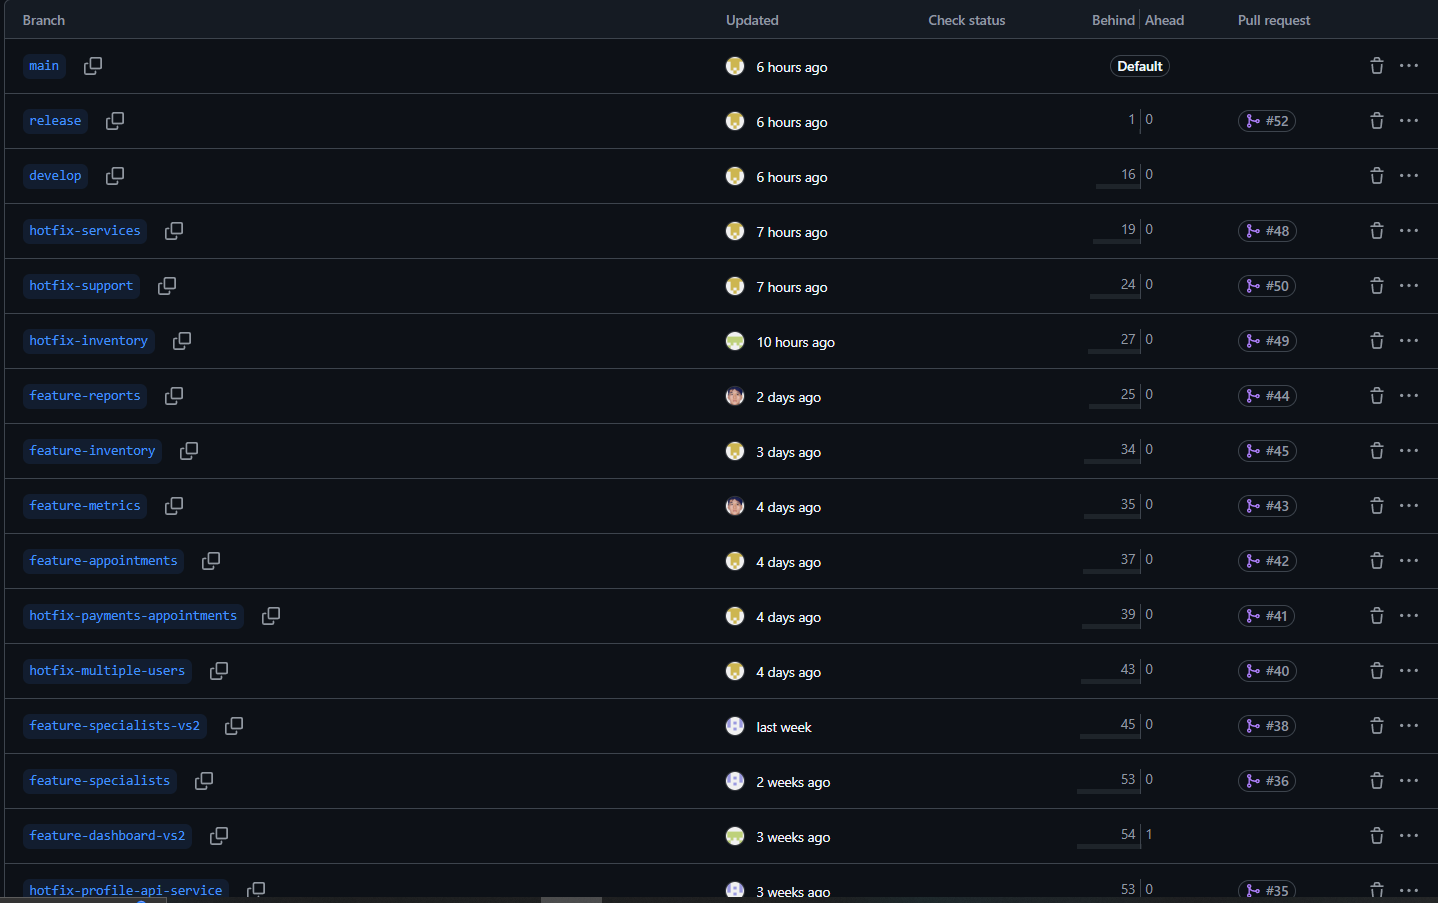 Branch Updated Check status Behind Ahead Pull request
main 6 hours ago Default
release 6 hours ago 1 0 #52
develop 6 hours ago 16 0
hotfix-services 7 hours ago 19 0 #48
hotfix-support 7 hours ago 24 0 #50
hotfix-inventory 10 hours ago 27 0 #49
feature-reports 2 days ago 25 0 #44
feature-inventory 3 days ago 34 0 #45
feature-metrics 4 days ago 35 0 #43
feature-appointments 4 days ago 37 0 #42
hotfix-payments-appointments 4 days ago 39 0 #41
hotfix-multiple-users 4 days ago 43 0 #40
feature-specialists-vs2 last week 45 0 #38
feature-specialists 2 weeks ago 53 0 #36
feature-dashboard-vs2 3 weeks ago 54 1
hotfix-profile-api-service 3 weeks ago 53 0 #35